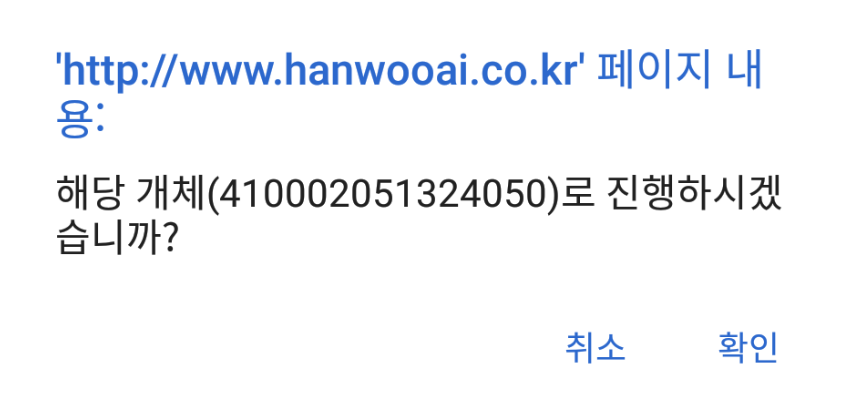 'http://www.hanwooai.co.kr' 페이지 내
용:
해당 개체(410002051324050)로 진행하시겠
습니까?
취소 확인